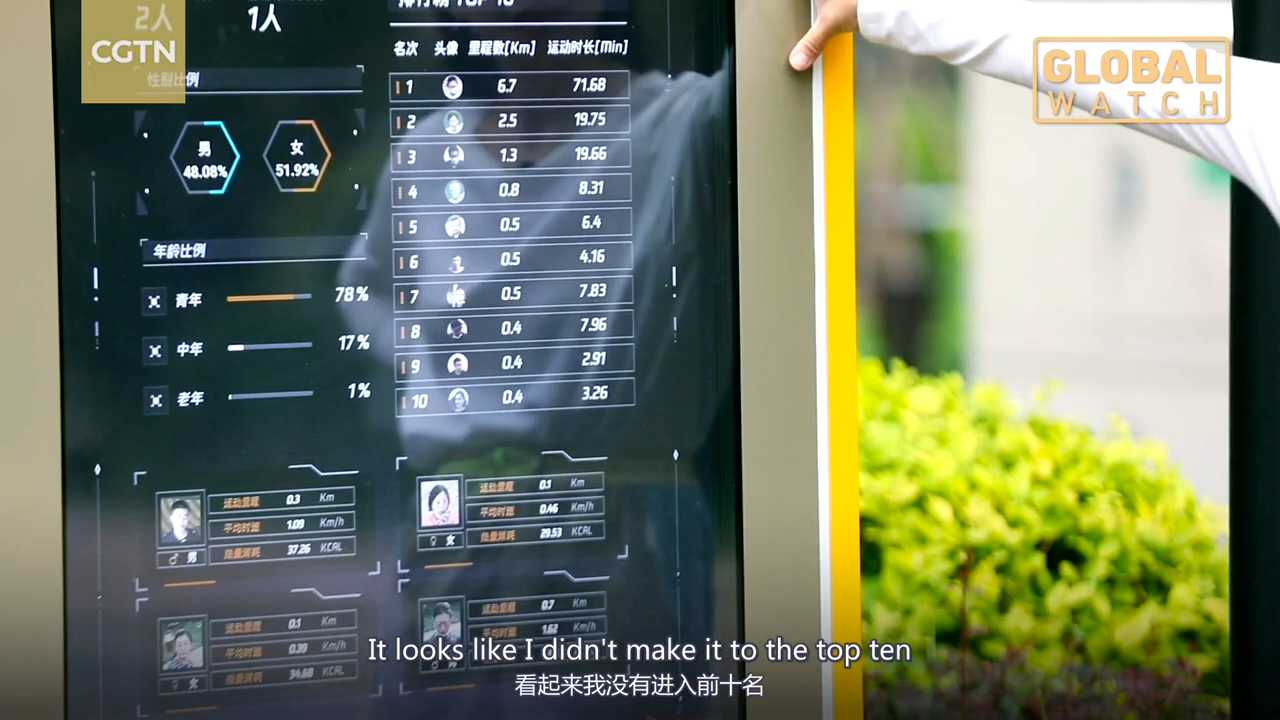 2人
1人
CGTN
GLOBAL
WATCH
性别比例
男
48.08%
女
51.92%
年龄比例
青年 78%
中年 17%
老年 1%
名次 头像 里程数[Km] 运动时长[Min]
1 6.7 71.68
2 2.5 19.75
3 1.3 19.66
4 0.8 8.31
5 0.5 6.4
6 0.5 4.16
7 0.5 7.83
8 0.4 7.96
9 0.4 2.91
10 0.4 3.26
运动里程 0.3 Km
平均时速 1.09 Km/h
热量消耗 37.26 KCAL
男
运动里程 0.1 Km
平均时速 0.46 Km/h
热量消耗 29.53 KCAL
女
运动里程 0.1 Km
平均时速 0.39 Km/h
热量消耗 34.68 KCAL
女
运动里程 0.7 Km
平均时速 1.62 Km/h
It looks like I didn't make it to the top ten
看起来我没有进入前十名